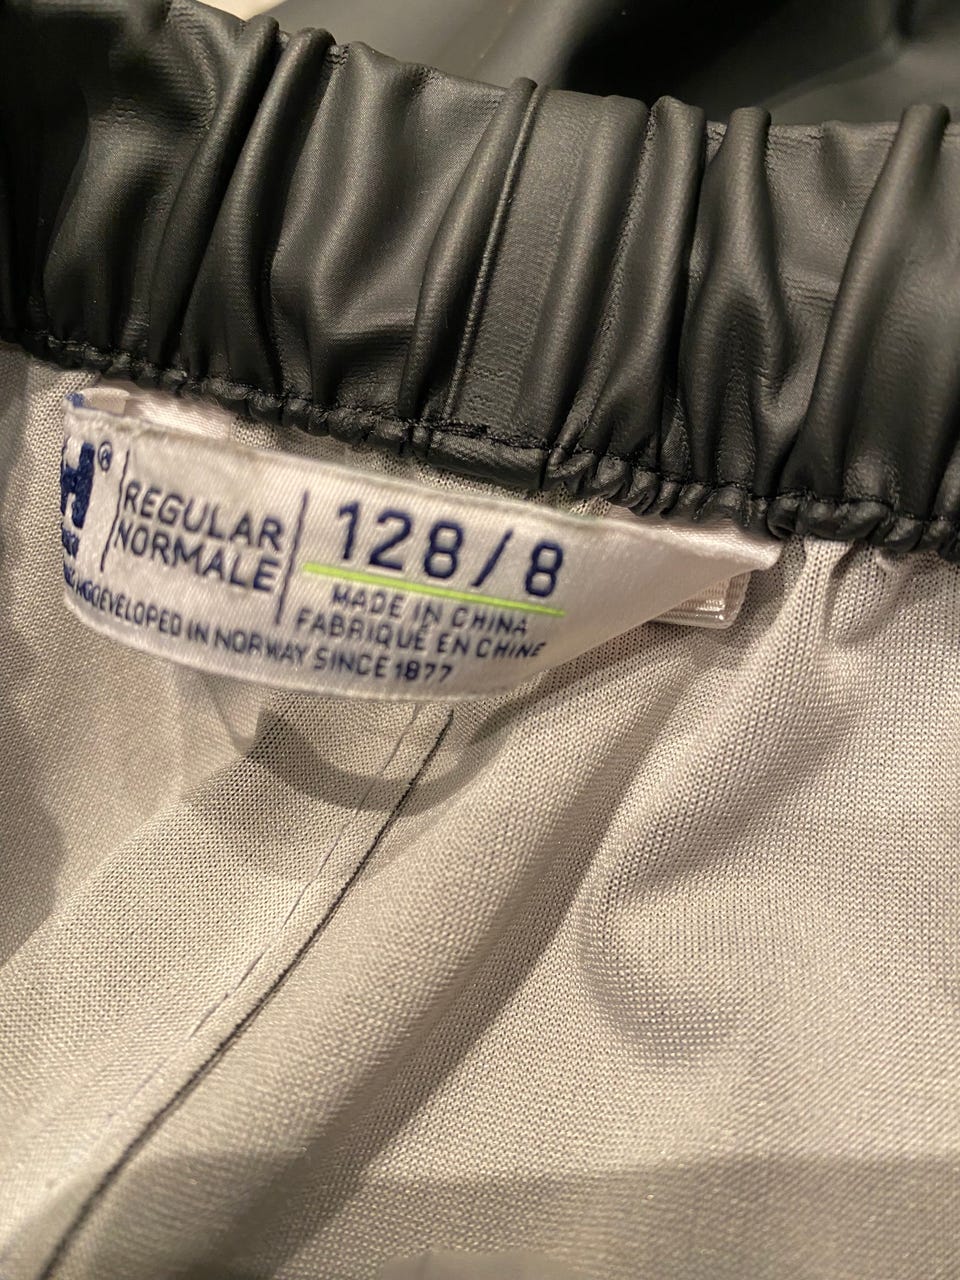 H®
REGULAR
NORMALE
128/8
MADE IN CHINA
FABRIQUÉ EN CHINE
DEVELOPED IN NORWAY SINCE 1877